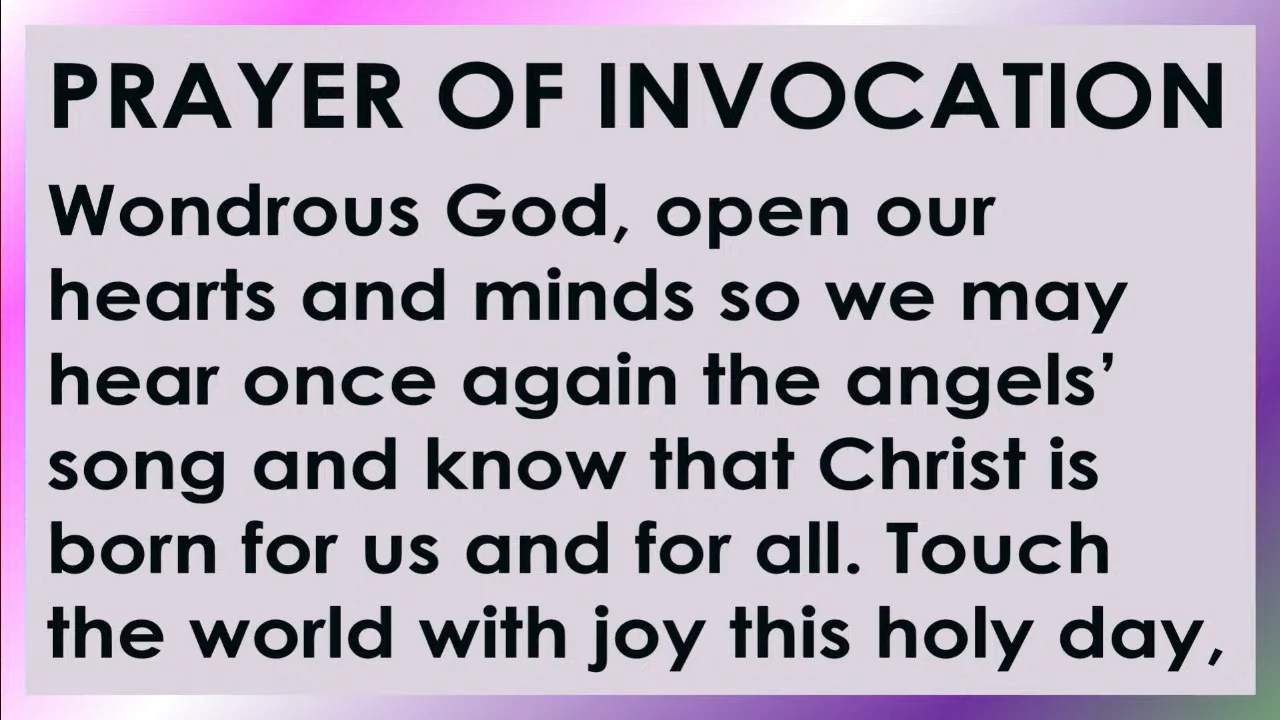 PRAYER OF INVOCATION
Wondrous God, open our
hearts and minds so we may
hear once again the angels’
song and know that Christ is
born for us and for all. Touch
the world with joy this holy day,